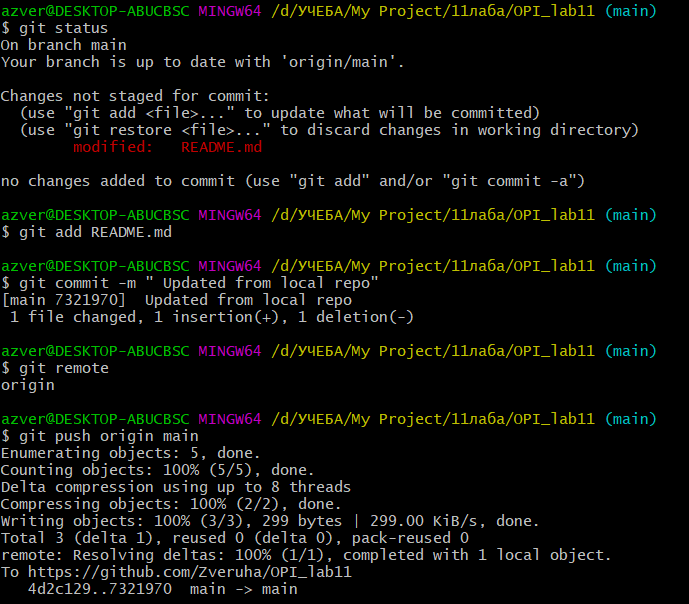 azver@DESKTOP-ABUCBSC MINGW64 /d/УЧЕБА/My Project/11лаба/OPI_lab11 (main)
$ git status
On branch main
Your branch is up to date with 'origin/main'.
Changes not staged for commit:
  (use "git add <file>..." to update what will be committed)
  (use "git restore <file>..." to discard changes in working directory)
        modified:   README.md
no changes added to commit (use "git add" and/or "git commit -a")
azver@DESKTOP-ABUCBSC MINGW64 /d/УЧЕБА/My Project/11лаба/OPI_lab11 (main)
$ git add README.md
azver@DESKTOP-ABUCBSC MINGW64 /d/УЧЕБА/My Project/11лаба/OPI_lab11 (main)
$ git commit -m " Updated from local repo"
[main 7321970]  Updated from local repo
 1 file changed, 1 insertion(+), 1 deletion(-)
azver@DESKTOP-ABUCBSC MINGW64 /d/УЧЕБА/My Project/11лаба/OPI_lab11 (main)
$ git remote
origin
azver@DESKTOP-ABUCBSC MINGW64 /d/УЧЕБА/My Project/11лаба/OPI_lab11 (main)
$ git push origin main
Enumerating objects: 5, done.
Counting objects: 100% (5/5), done.
Delta compression using up to 8 threads
Compressing objects: 100% (2/2), done.
Writing objects: 100% (3/3), 299 bytes | 299.00 KiB/s, done.
Total 3 (delta 1), reused 0 (delta 0), pack-reused 0
remote: Resolving deltas: 100% (1/1), completed with 1 local object.
To https://github.com/Zveruha/OPI_lab11
   4d2c129..7321970  main -> main